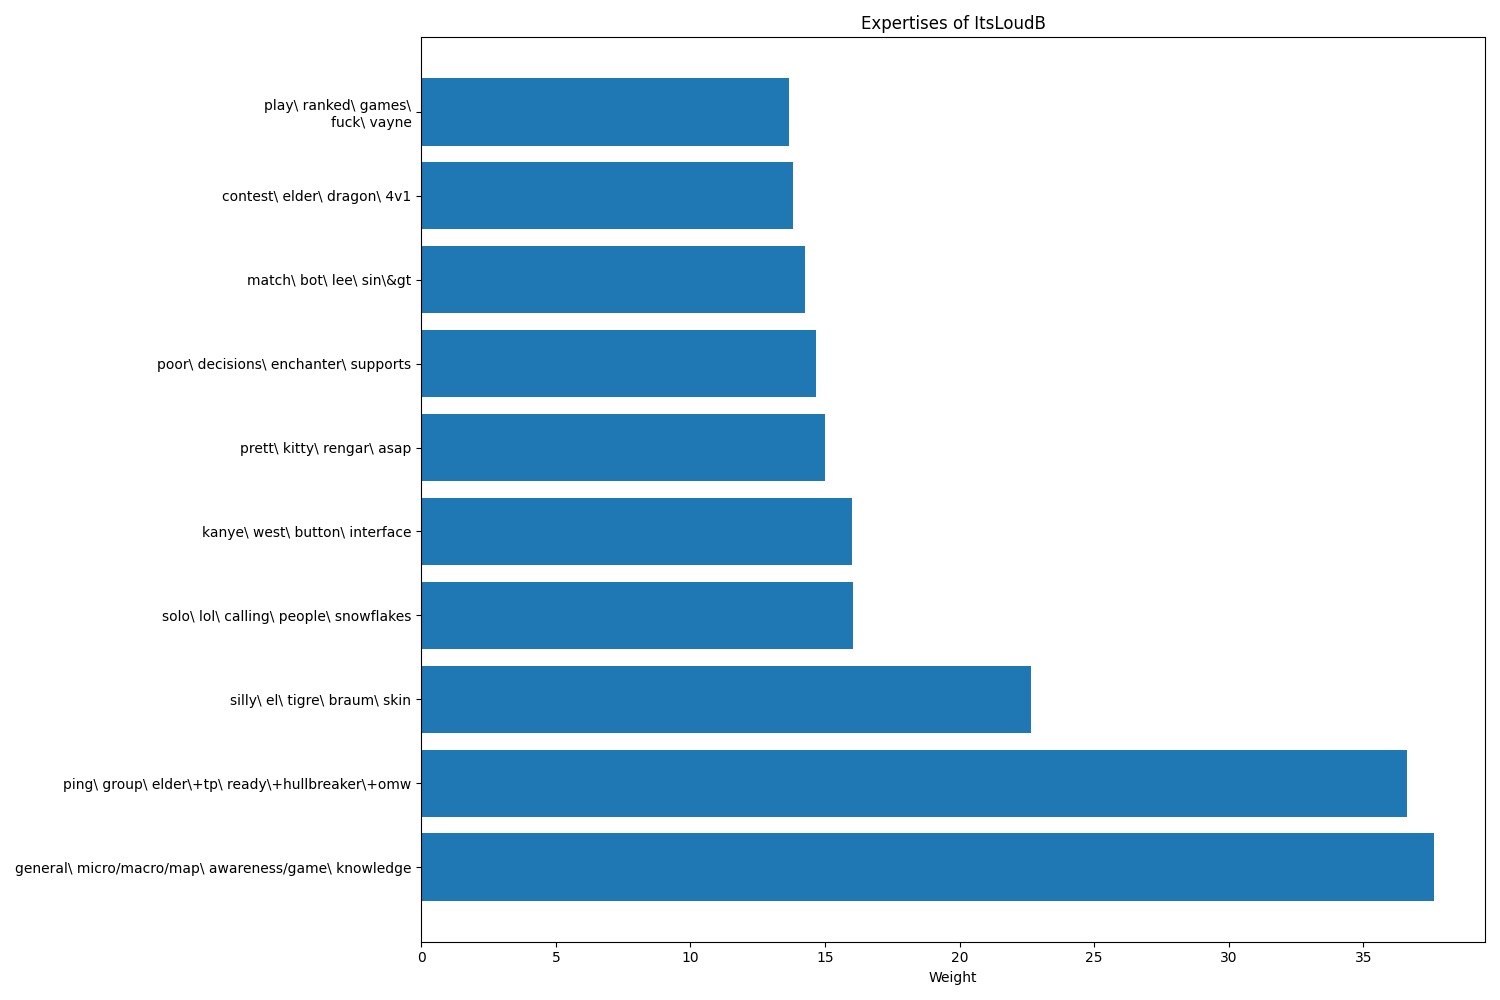 Expertises of ItsLoudB
play\ ranked\ games\
fuck\ vayne
contest\ elder\ dragon\ 4v1
match\ bot\ lee\ sin\&gt
poor\ decisions\ enchanter\ supports
prett\ kitty\ rengar\ asap
kanye\ west\ button\ interface
solo\ lol\ calling\ people\ snowflakes
silly\ el\ tigre\ braum\ skin
ping\ group\ elder\+tp\ ready\+hullbreaker\+omw
general\ micro/macro/map\ awareness/game\ knowledge
0 5 10 15 20 25 30 35
Weight